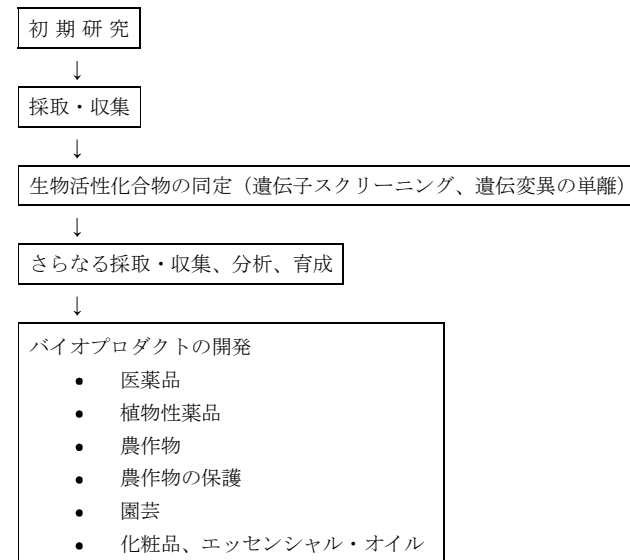 初 期 研 究
↓
採取・収集
↓
生物活性化合物の同定（遺伝子スクリーニング、遺伝変異の単離）
↓
さらなる採取・収集、分析、育成
↓
バイオプロダクトの開発
● 医薬品
● 植物性薬品
● 農作物
● 農作物の保護
● 園芸
● 化粧品、エッセンシャル・オイル